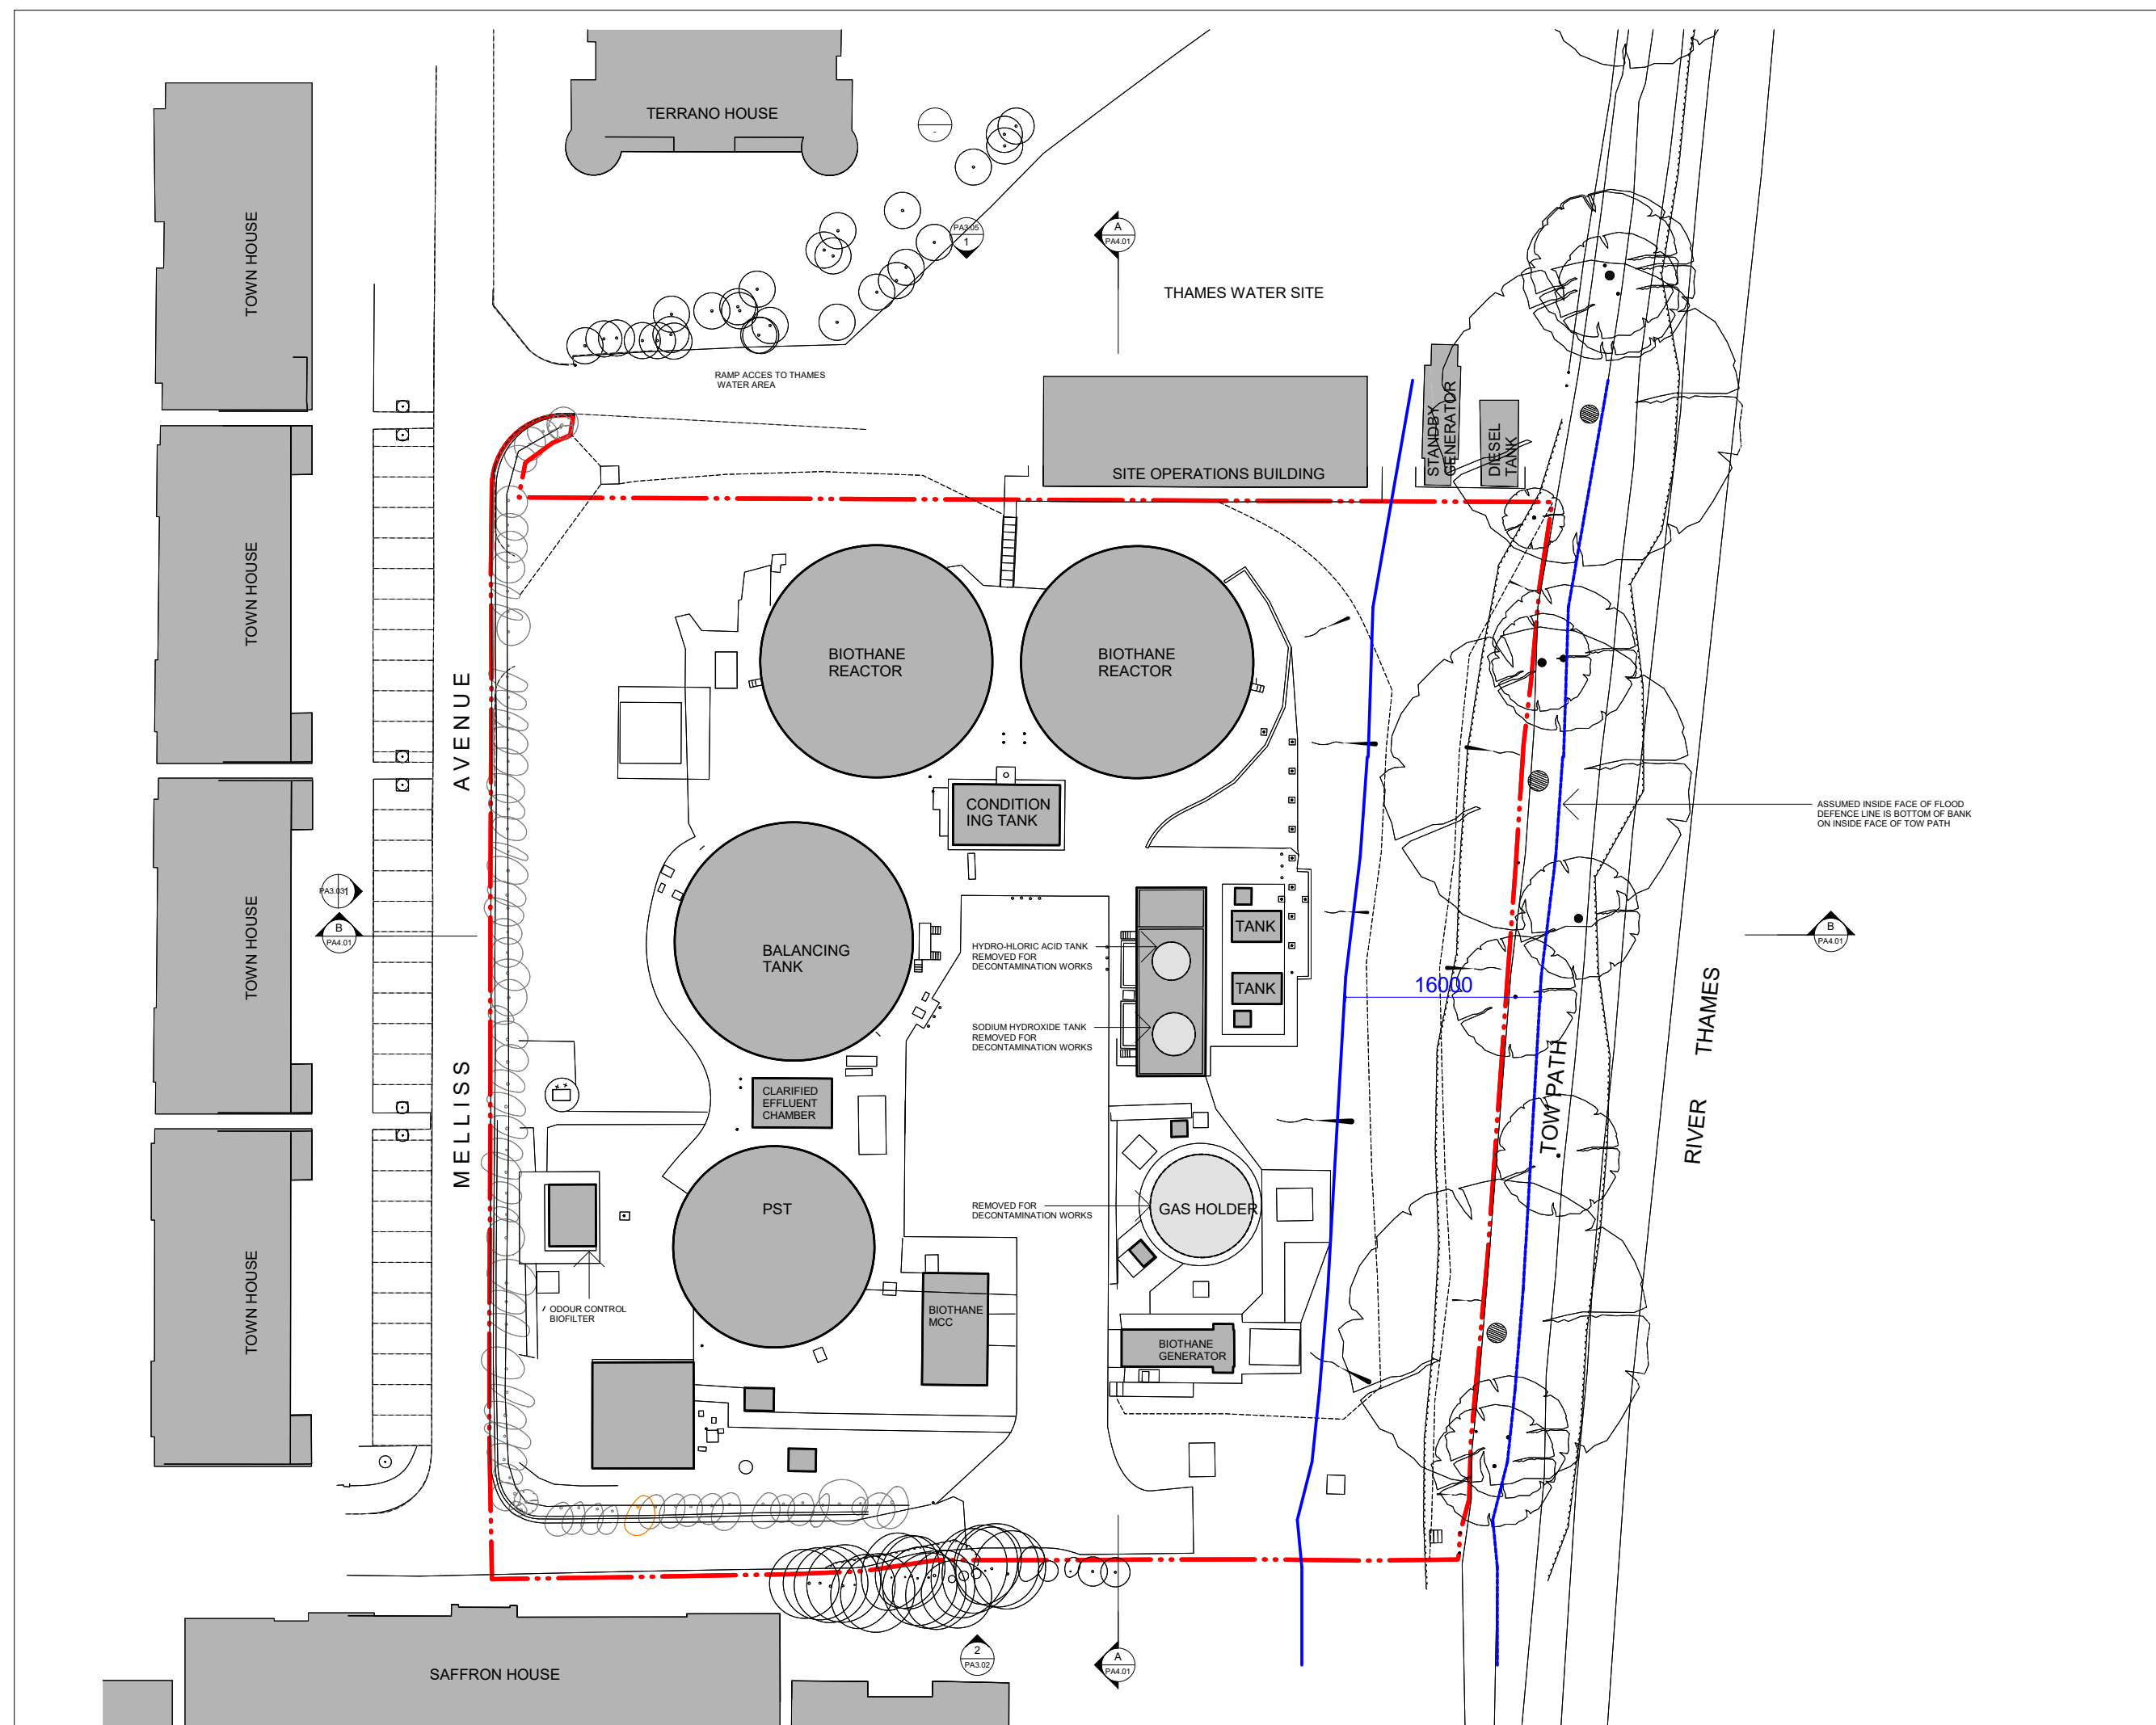 TERRANO HOUSE
-
TOWN HOUSE
PA3.05
1
A
PA4.01
THAMES WATER SITE
RAMP ACCES TO THAMES
WATER AREA
STANDBY
GENERATOR
DIESEL
TANK
SITE OPERATIONS BUILDING
TOWN HOUSE
BIOTHANE
REACTOR
BIOTHANE
REACTOR
AVENUE
CONDITION
ING TANK
ASSUMED INSIDE FACE OF FLOOD
DEFENCE LINE IS BOTTOM OF BANK
ON INSIDE FACE OF TOW PATH
PA3.03
1
B
PA4.01
TOWN HOUSE
BALANCING
TANK
HYDRO-HLORIC ACID TANK
REMOVED FOR
DECONTAMINATION WORKS
TANK
TANK
B
PA4.01
16000
SODIUM HYDROXIDE TANK
REMOVED FOR
DECONTAMINATION WORKS
THAMES
RIVER
TOW PATH
MELLISS
CLARIFIED
EFFLUENT
CHAMBER
PST
REMOVED FOR
DECONTAMINATION WORKS
GAS HOLDER
TOWN HOUSE
ODOUR CONTROL
BIOFILTER
BIOTHANE
MCC
BIOTHANE
GENERATOR
2
PA3.02
A
PA4.01
SAFFRON HOUSE